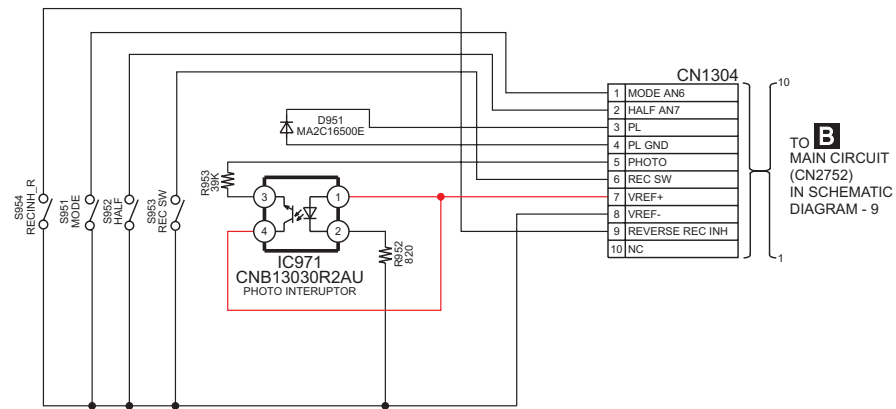 CN1304
1 MODE AN6
2 HALF AN7
3 PL
4 PL GND
5 PHOTO
6 REC SW
7 VREF+
8 VREF-
9 REVERSE REC INH
10 NC
10
1
TO B
MAIN CIRCUIT
(CN2752)
IN SCHEMATIC
DIAGRAM - 9
D951
MA2C16500E
R953
39K
3
1
4
2
R952
820
IC971
CNB13030R2AU
PHOTO INTERUPTOR
S954
RECINH_R
S951
MODE
S952
HALF
S953
REC SW